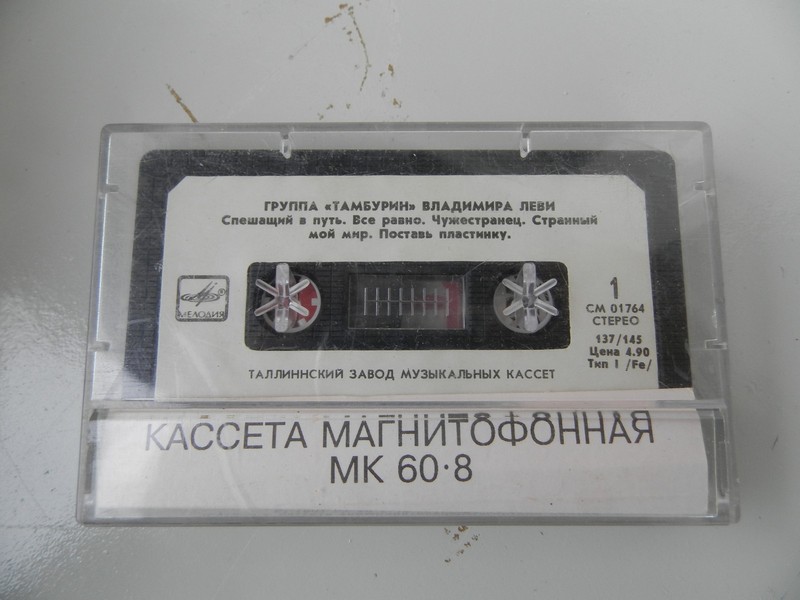 ГРУППА «ТАМБУРИН» ВЛАДИМИРА ЛЕВИ
Спешащий в путь. Все равно. Чужестранец. Странный
мой мир. Поставь пластинку.
МЕЛОДИЯ
1
СМ 01764
СТЕРЕО
137/145
Цена 4.90
Тип I /Fe/
ТАЛЛИННСКИЙ ЗАВОД МУЗЫКАЛЬНЫХ КАССЕТ
КАССЕТА МАГНИТОФОННАЯ
МК 60·8